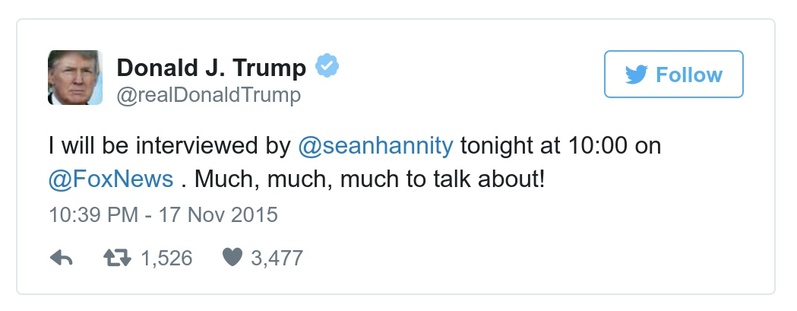 Donald J. Trump
@realDonaldTrump
Follow
I will be interviewed by @seanhannity tonight at 10:00 on
@FoxNews . Much, much, much to talk about!
10:39 PM - 17 Nov 2015
1,526 3,477